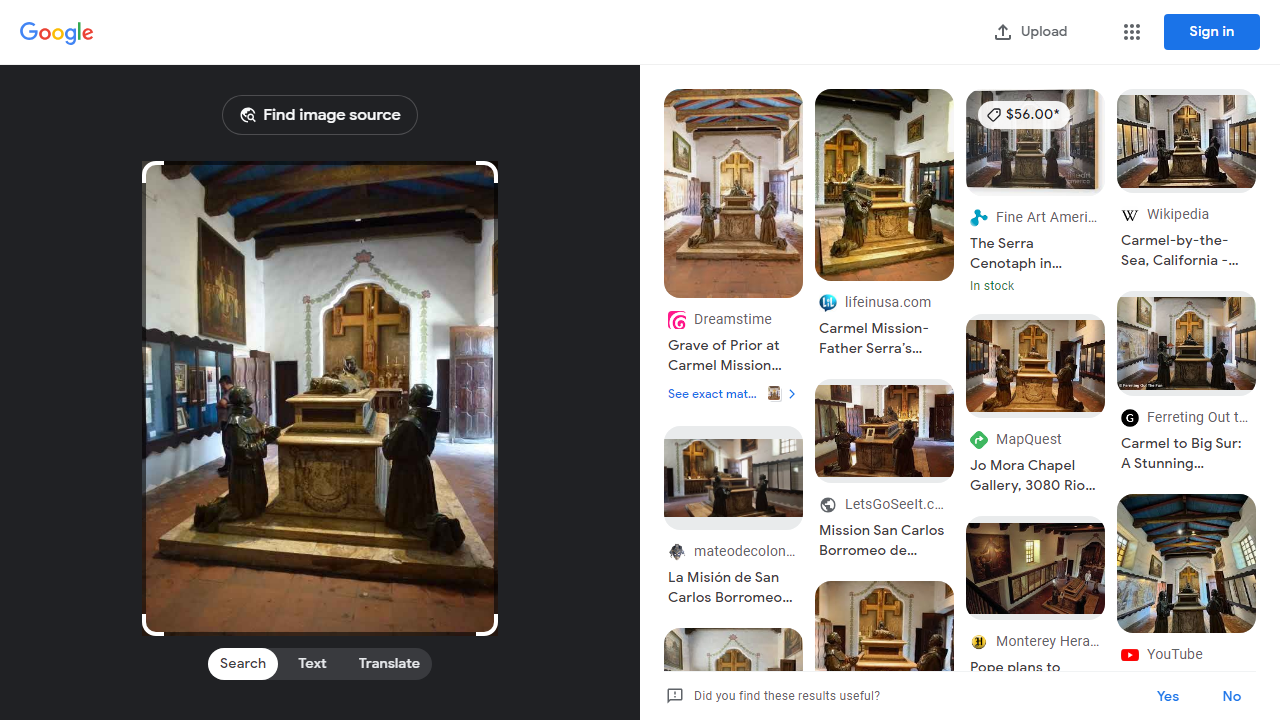 Google
Upload
Sign in
Find image source
Search
Text
Translate
Dreamstime
Grave of Prior at
Carmel Mission...
See exact mat...
mateodecolon...
La Misión de San
Carlos Borromeo...
lifeinusa.com
Carmel Mission-
Father Serra's...
LetsGoSeeIt.c...
Mission San Carlos
Borromeo de...
$56.00*
Fine Art Ameri...
The Serra
Cenotaph in...
In stock
MapQuest
Jo Mora Chapel
Gallery, 3080 Rio...
Monterey Hera...
Pope plans to
Wikipedia
Carmel-by-the-
Sea, California -...
Ferreting Out t...
Carmel to Big Sur:
A Stunning...
YouTube
Did you find these results useful?
Yes
No